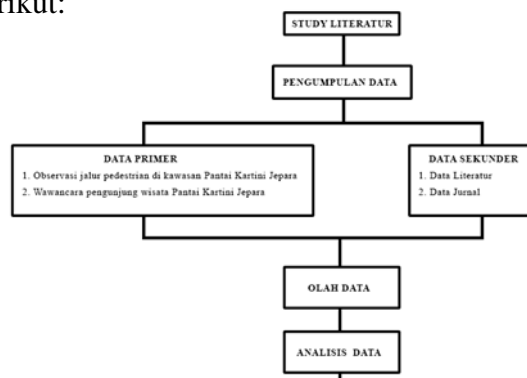 rikut:
STUDY LITERATUR
PENGUMPULAN DATA
DATA PRIMER
1. Observasi jalur pedestrian di kawasan Pantai Kartini Jepara
2. Wawancara pengunjung wisata Pantai Kartini Jepara
DATA SEKUNDER
1. Data Literatur
2. Data Jurnal
OLAH DATA
ANALISIS DATA